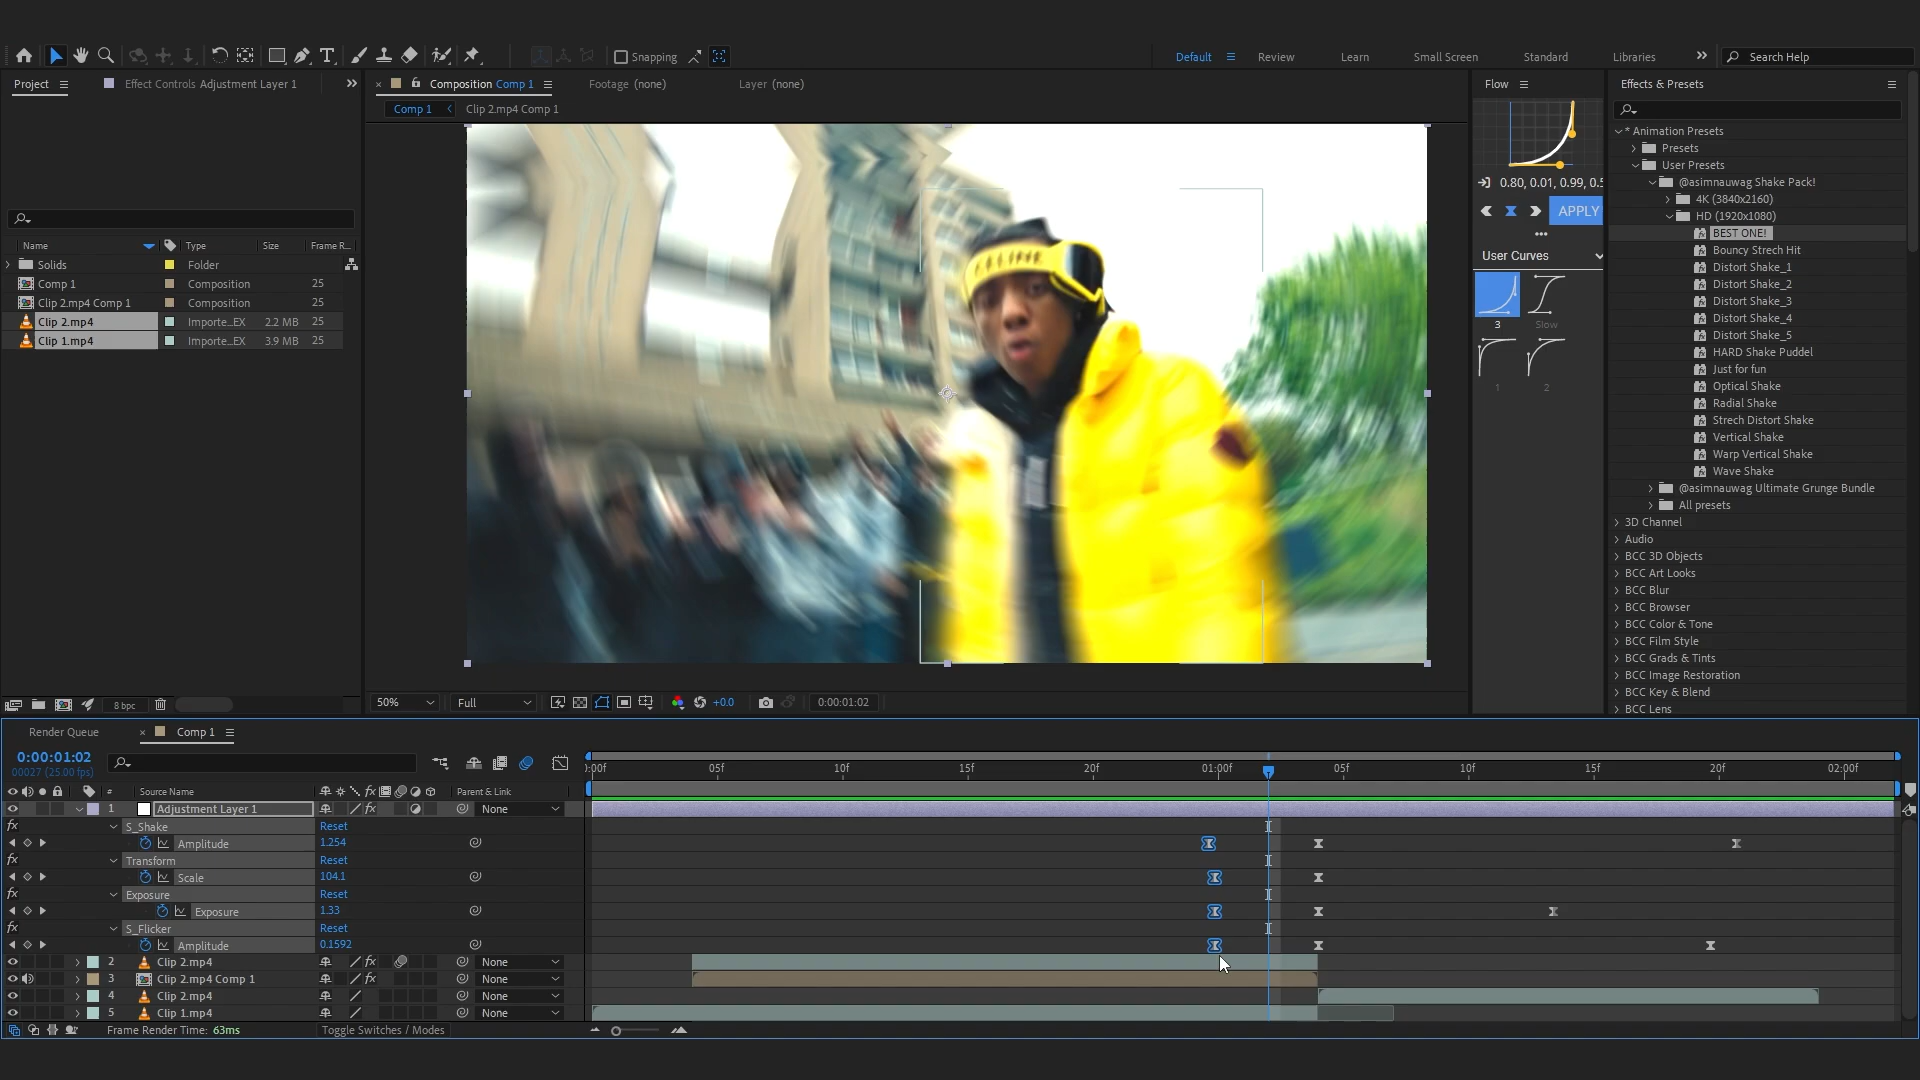 Snapping
Default
Review
Learn
Small Screen
Standard
Libraries
Search Help
Project
Effect Controls Adjustment Layer 1
Composition Comp 1
Footage (none)
Layer (none)
Flow
Effects & Presets
Comp 1
Clip 2.mp4 Comp 1
0.80, 0.01, 0.99, 0.5
APPLY
User Curves
3
Slow
1
2
Name Type Size Frame R...
Solids Folder
Comp 1 Composition 25
Clip 2.mp4 Comp 1 Composition 25
Clip 2.mp4 Importe...EX 2.2 MB 25
Clip 1.mp4 Importe...EX 3.9 MB 25
CELINE
* Animation Presets
Presets
User Presets
@asimnauwag Shake Pack!
4K (3840x2160)
HD (1920x1080)
BEST ONE!
Bouncy Strech Hit
Distort Shake_1
Distort Shake_2
Distort Shake_3
Distort Shake_4
Distort Shake_5
HARD Shake Puddel
Just for fun
Optical Shake
Radial Shake
Strech Distort Shake
Vertical Shake
Warp Vertical Shake
Wave Shake
@asimnauwag Ultimate Grunge Bundle
All presets
3D Channel
Audio
BCC 3D Objects
BCC Art Looks
BCC Blur
BCC Browser
BCC Color & Tone
BCC Film Style
BCC Grads & Tints
BCC Image Restoration
BCC Key & Blend
BCC Lens
8 bpc
50%
Full
+0.0
0:00:01:02
Render Queue
Comp 1
0:00:01:02
00027 (25.00 fps)
# Source Name Parent & Link
:00f 05f 10f 15f 20f 01:00f 05f 10f 15f 20f 02:00f
1 Adjustment Layer 1 None
S_Shake Reset
Amplitude 1.254
Transform Reset
Scale 104.1
Exposure Reset
Exposure 1.33
S_Flicker Reset
Amplitude 0.1592
2 Clip 2.mp4 None
3 Clip 2.mp4 Comp 1 None
4 Clip 2.mp4 None
5 Clip 1.mp4 None
Frame Render Time: 63ms
Toggle Switches / Modes